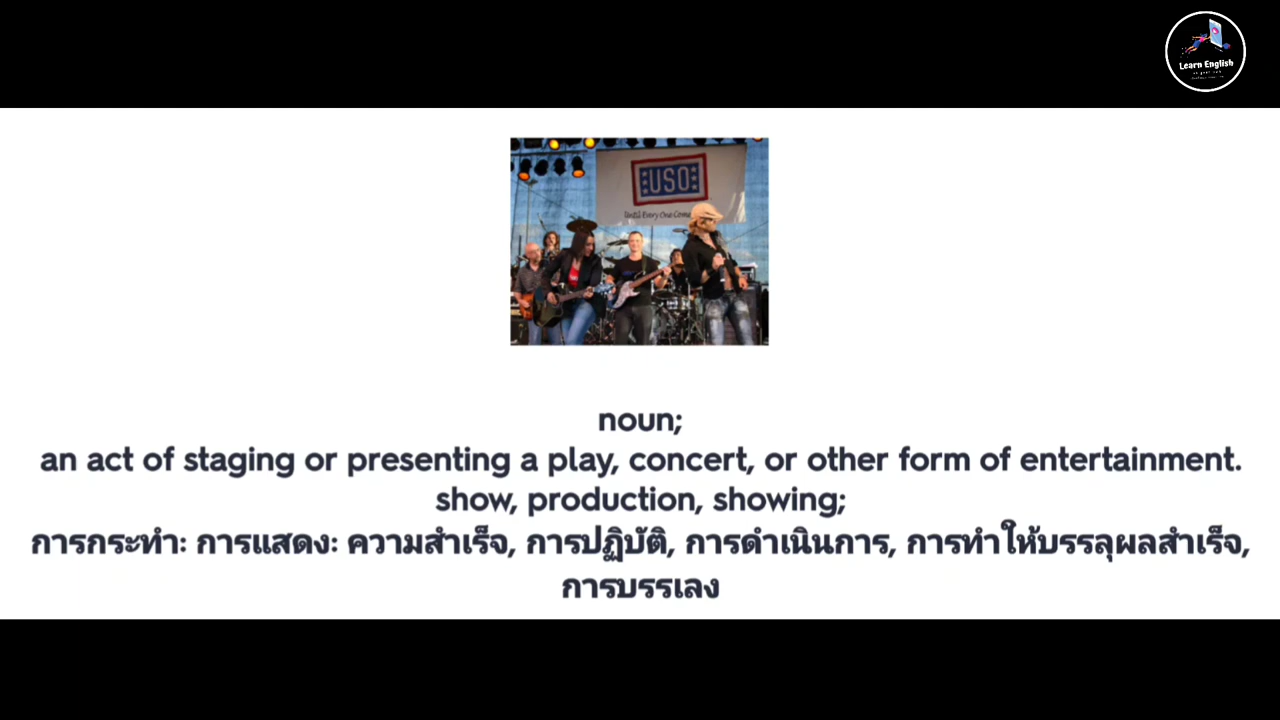 Learn English
USO
Until Every One Comes
noun;
an act of staging or presenting a play, concert, or other form of entertainment.
show, production, showing;
การกระทำ: การแสดง: ความสำเร็จ, การปฏิบัติ, การดำเนินการ, การทำให้บรรลุผลสำเร็จ,
การบรรเลง